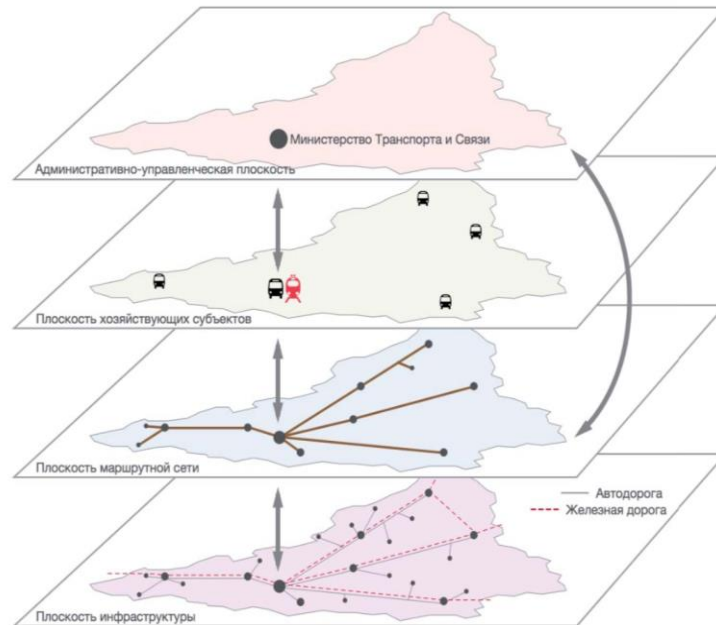 Министерство Транспорта и Связи
Административно-управленческая плоскость
Плоскость хозяйствующих субъектов
Плоскость маршрутной сети
Автодорога
Железная дорога
Плоскость инфраструктуры